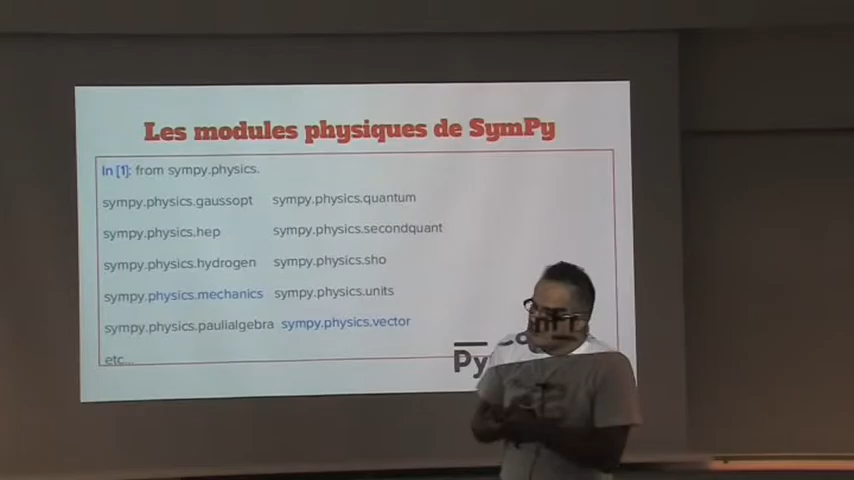 Les modules physiques de SymPy
In [1]: from sympy.physics.
sympy.physics.gaussopt sympy.physics.quantum
sympy.physics.hep sympy.physics.secondquant
sympy.physics.hydrogen sympy.physics.sho
sympy.physics.mechanics sympy.physics.units
sympy.physics.paulialgebra sympy.physics.vector
etc...
Py